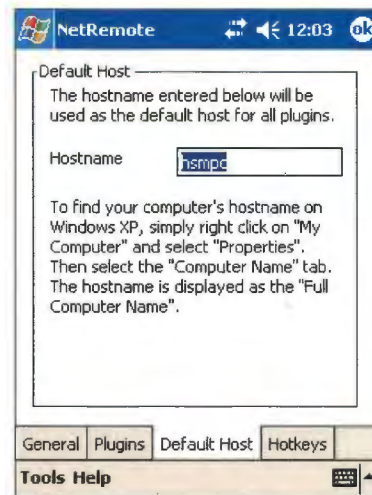 NetRemote 12:03 ok
Default Host
The hostname entered below will be
used as the default host for all plugins.
Hostname hsmpc
To find your computer's hostname on
Windows XP, simply right click on "My
Computer" and select "Properties".
Then select the "Computer Name" tab.
The hostname is displayed as the "Full
Computer Name".
General Plugins Default Host Hotkeys
Tools Help